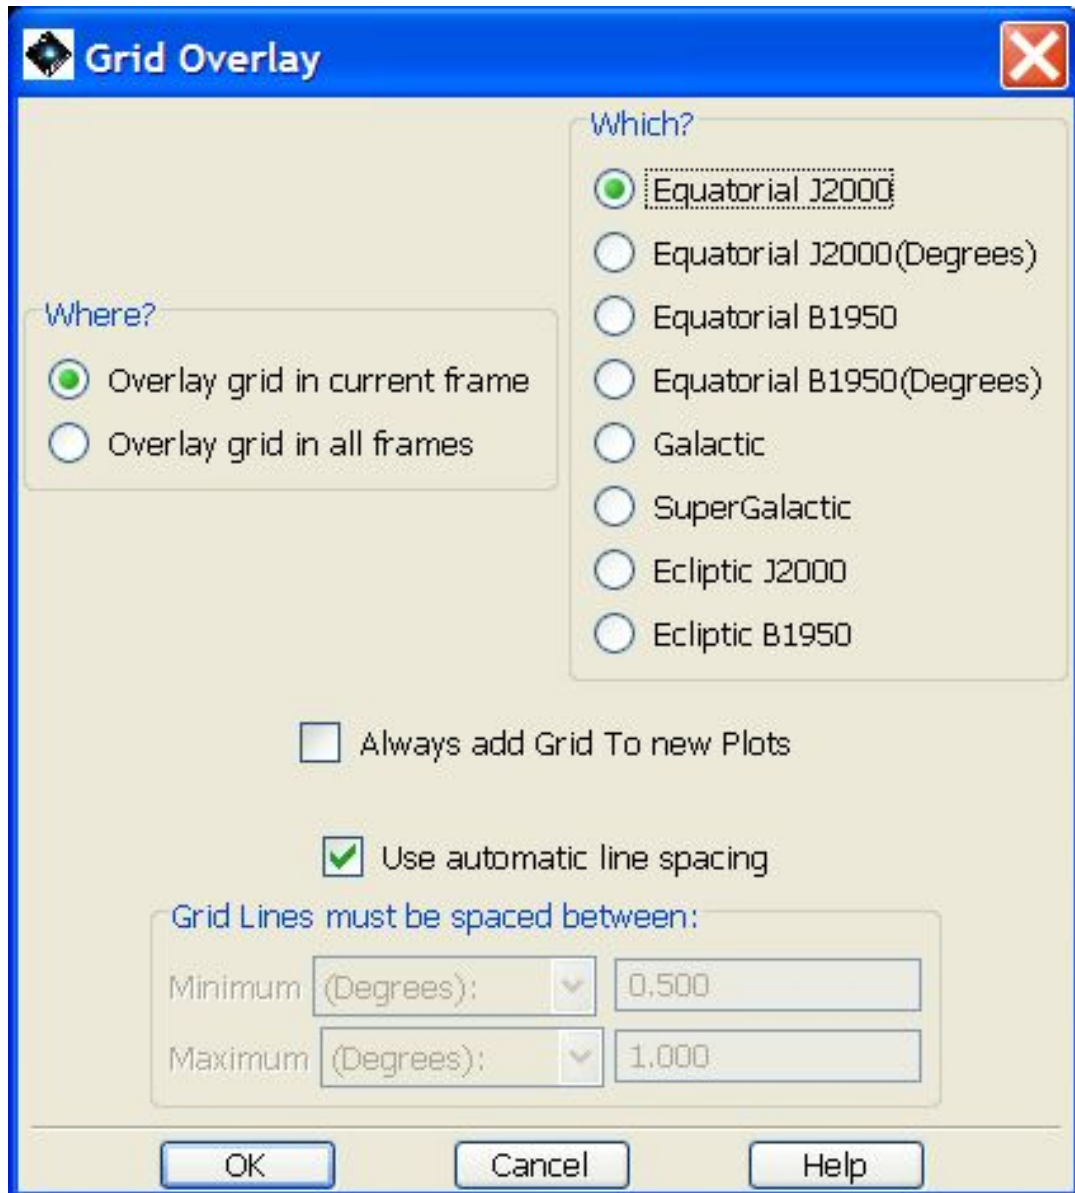 Grid Overlay
Which?
Equatorial J2000
Equatorial J2000(Degrees)
Equatorial B1950
Equatorial B1950(Degrees)
Galactic
SuperGalactic
Ecliptic J2000
Ecliptic B1950
Where?
Overlay grid in current frame
Overlay grid in all frames
Always add Grid To new Plots
Use automatic line spacing
Grid Lines must be spaced between:
Minimum (Degrees): 0.500
Maximum (Degrees): 1.000
OK Cancel Help